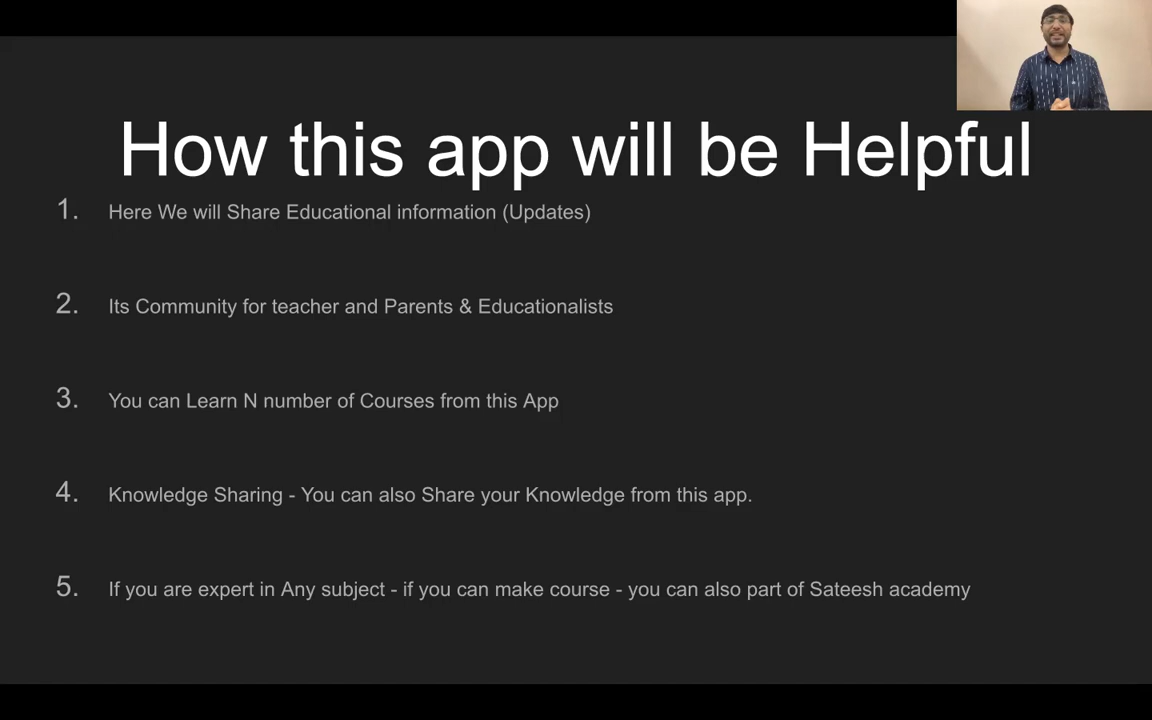 How this app will be Helpful
1. Here We will Share Educational information (Updates)
2. Its Community for teacher and Parents & Educationalists
3. You can Learn N number of Courses from this App
4. Knowledge Sharing - You can also Share your Knowledge from this app.
5. If you are expert in Any subject - if you can make course - you can also part of Sateesh academy